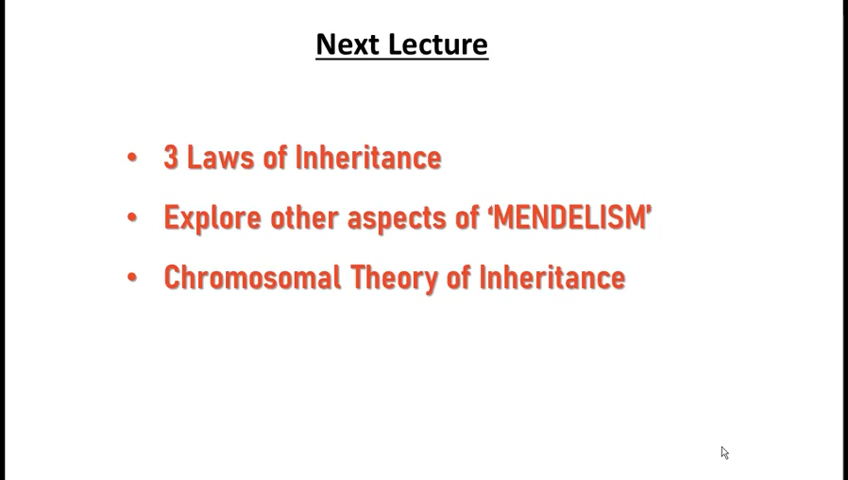 Next Lecture
• 3 Laws of Inheritance
• Explore other aspects of ‘MENDELISM’
• Chromosomal Theory of Inheritance